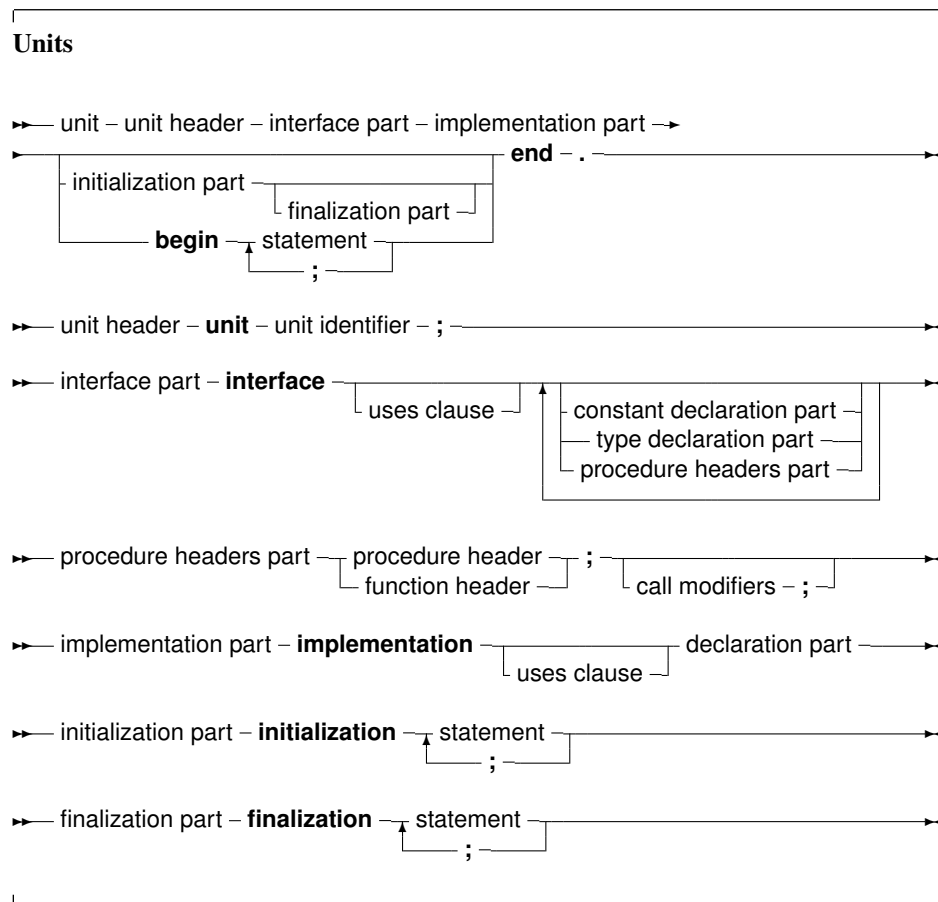 Units
unit – unit header – interface part – implementation part
end – .
initialization part
finalization part
begin statement
;
unit header – unit – unit identifier – ;
interface part – interface
uses clause constant declaration part
type declaration part
procedure headers part
procedure headers part procedure header ;
function header call modifiers – ;
implementation part – implementation declaration part
uses clause
initialization part – initialization statement
;
finalization part – finalization statement
;